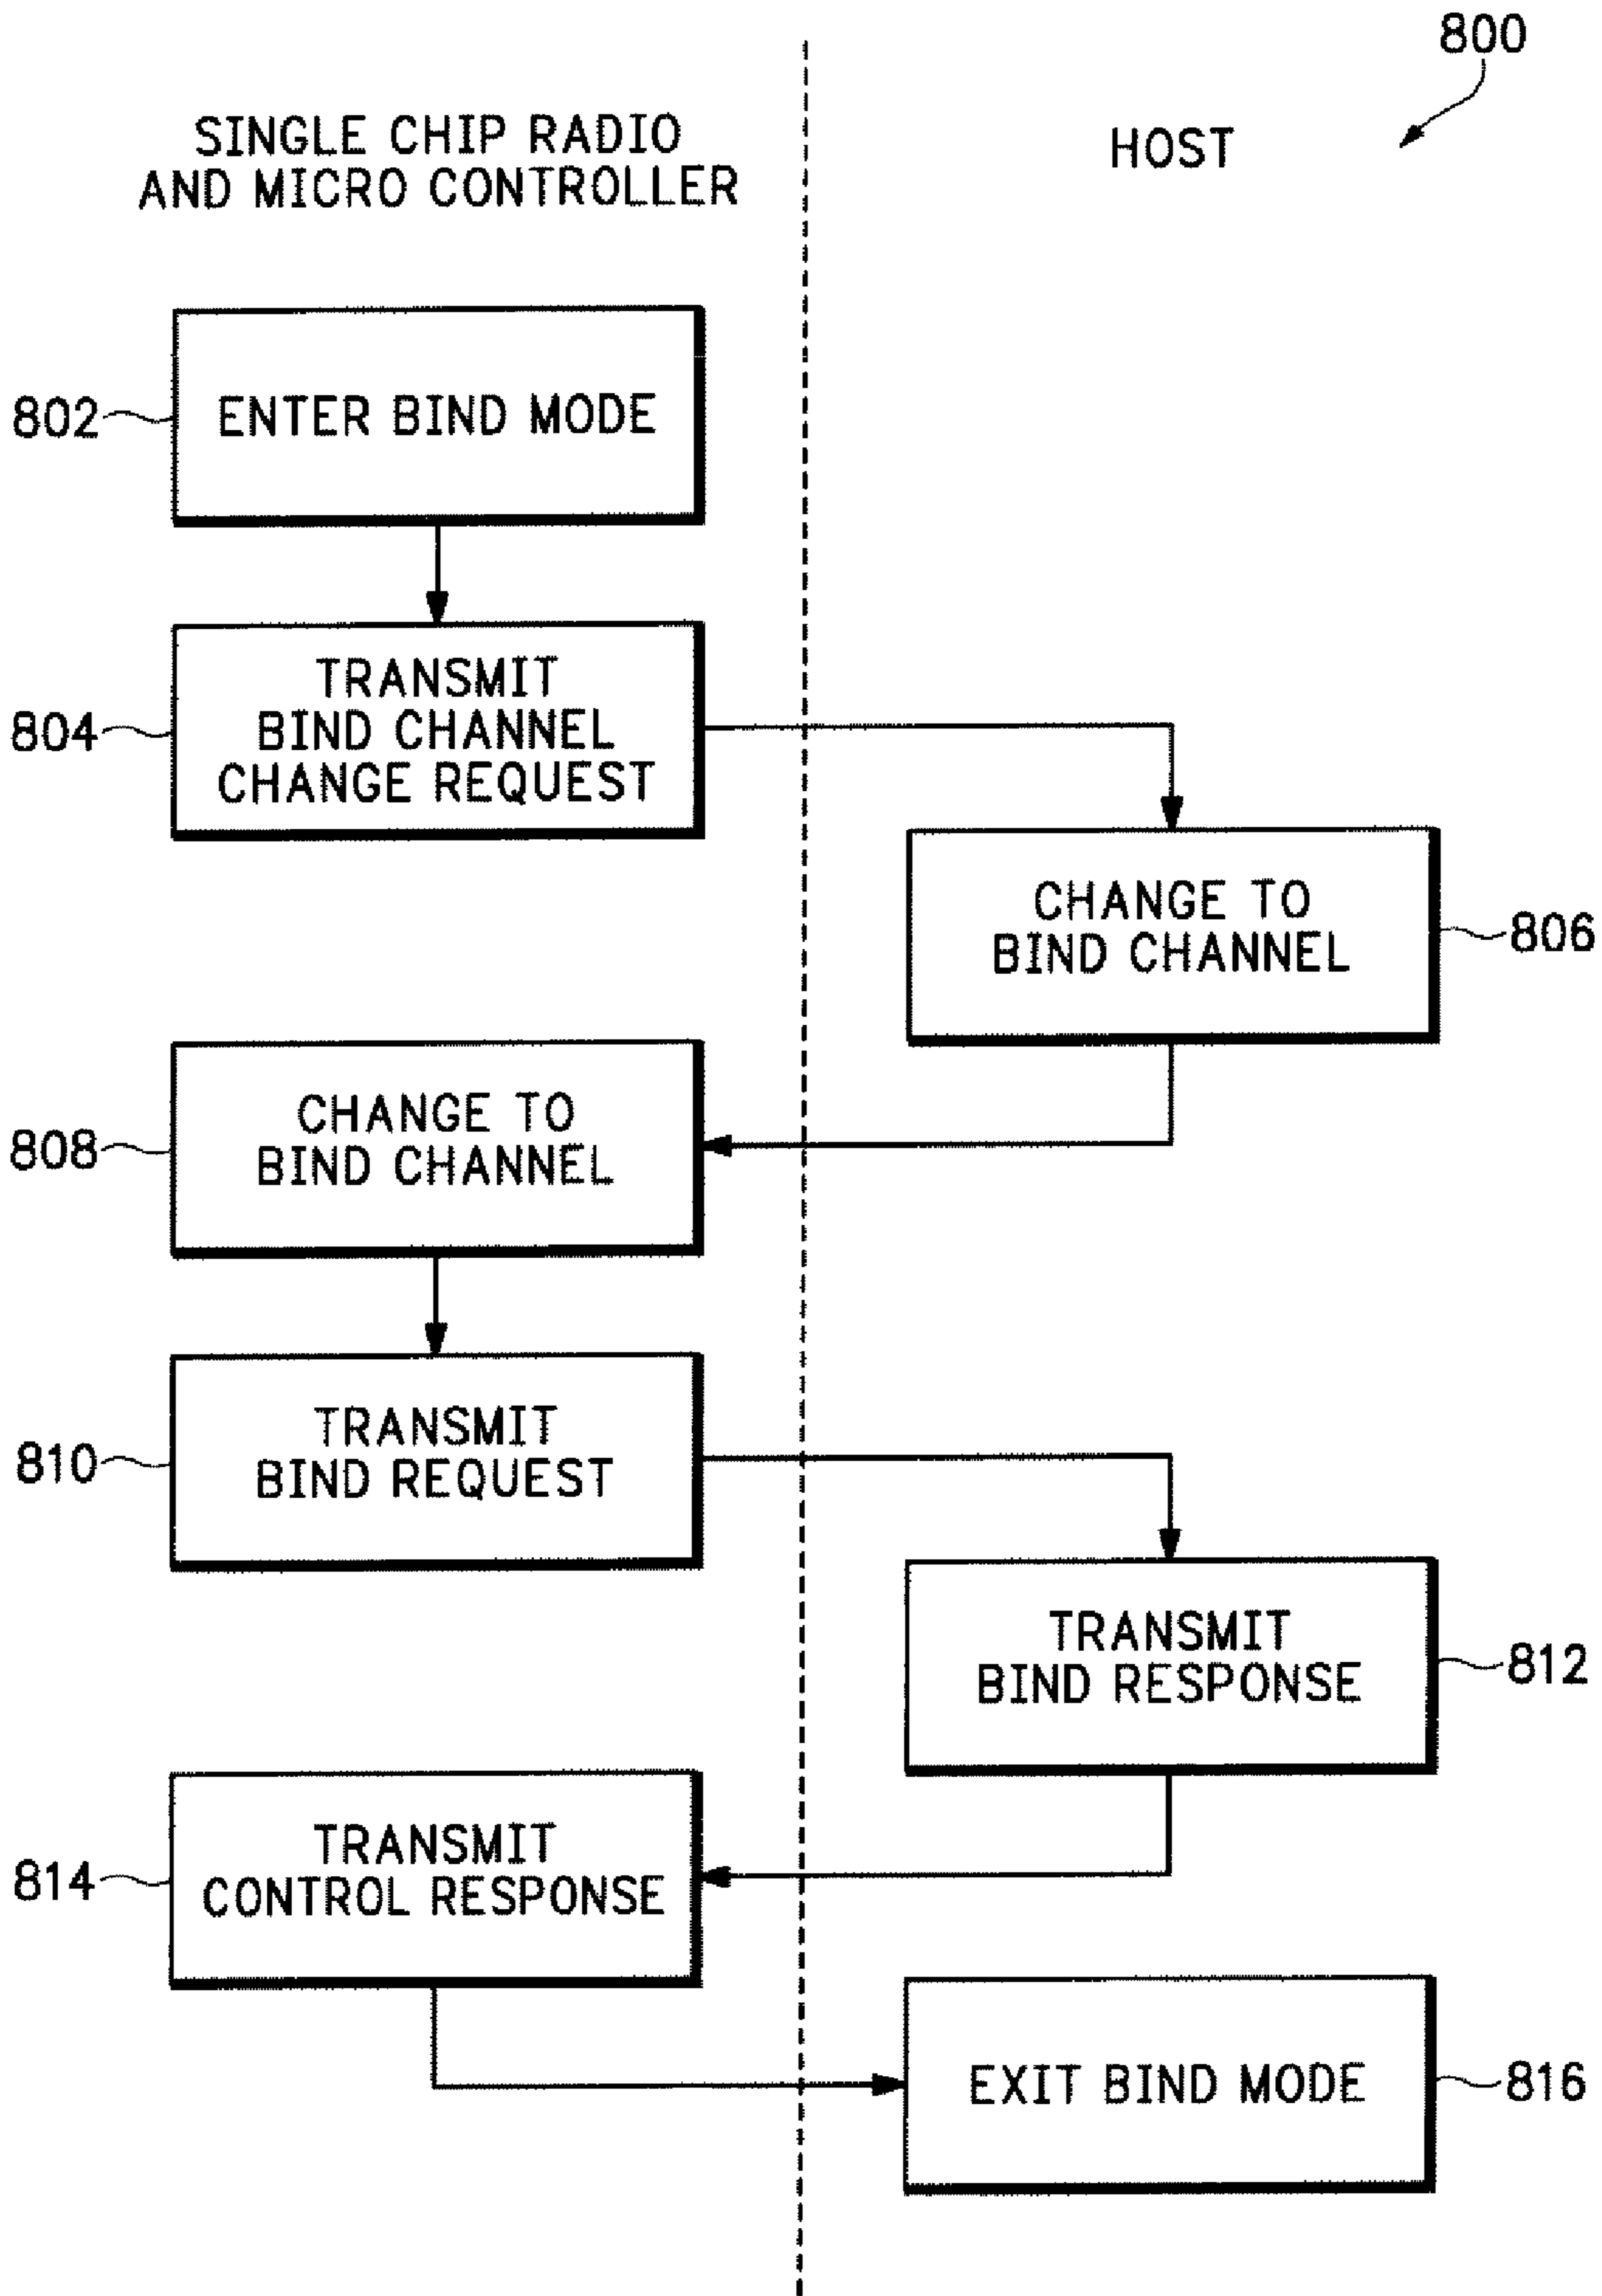 800
SINGLE CHIP RADIO
AND MICRO CONTROLLER
HOST
802
ENTER BIND MODE
804
TRANSMIT
BIND CHANNEL
CHANGE REQUEST
CHANGE TO
BIND CHANNEL
806
808
CHANGE TO
BIND CHANNEL
810
TRANSMIT
BIND REQUEST
TRANSMIT
BIND RESPONSE
812
814
TRANSMIT
CONTROL RESPONSE
EXIT BIND MODE
816